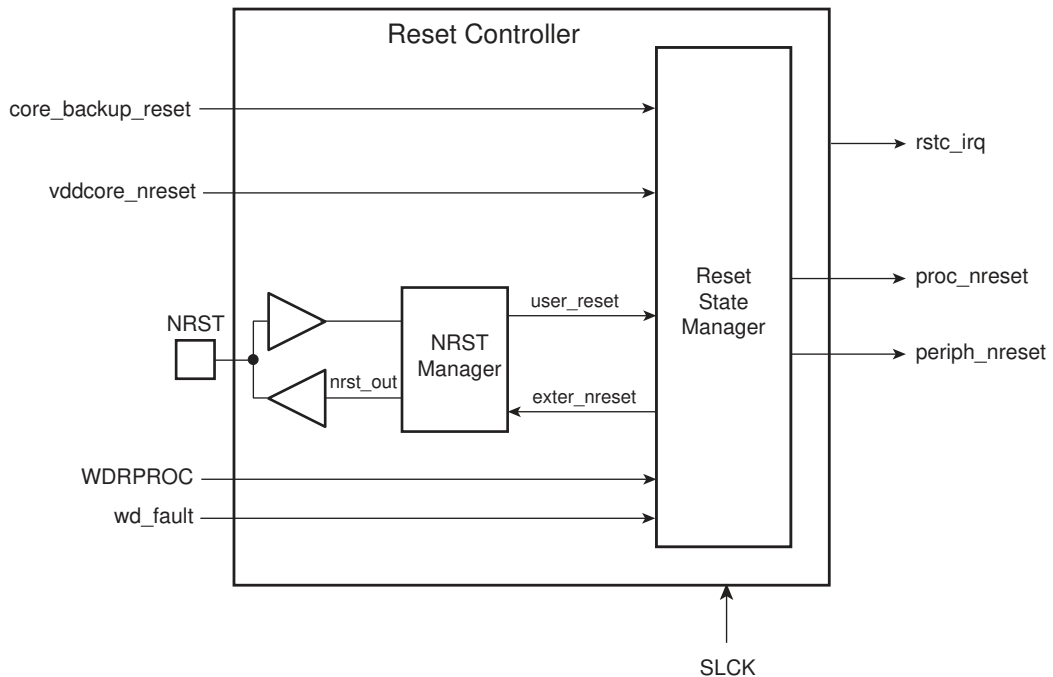 Reset Controller
core_backup_reset
rstc_irq
vddcore_nreset
Reset
State
Manager
proc_nreset
user_reset
NRST
NRST
Manager
periph_nreset
nrst_out
exter_nreset
WDRPROC
wd_fault
SLCK